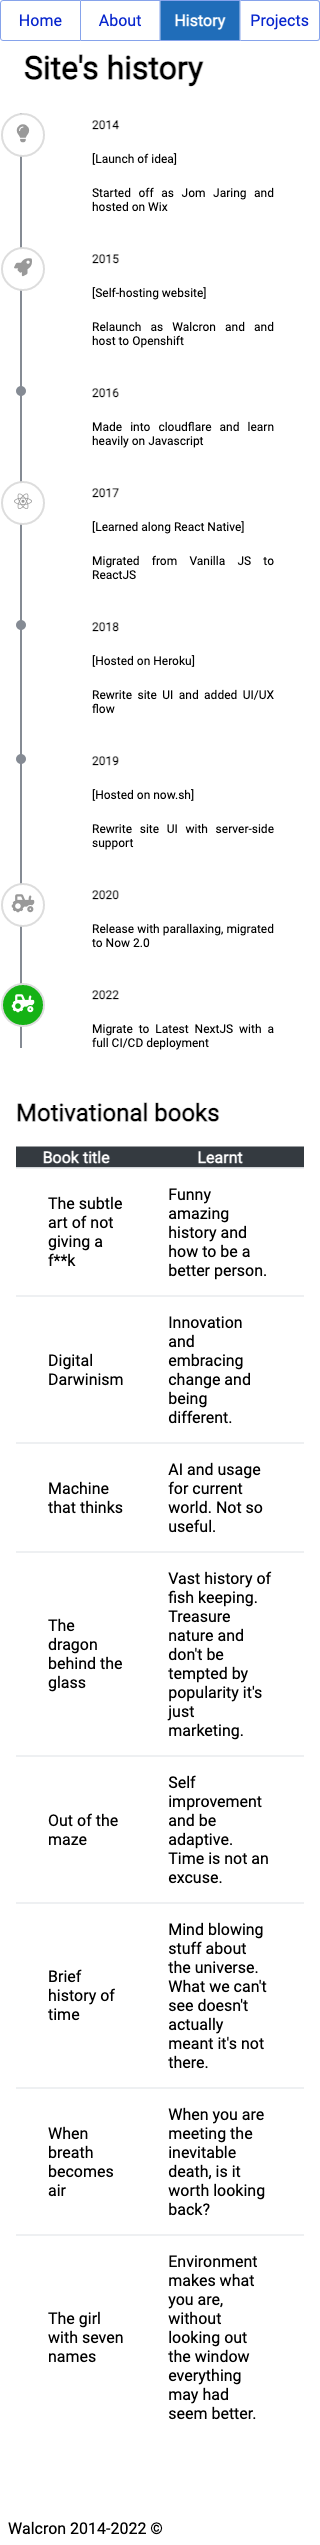 Home About History Projects
Site's history
2014
[Launch of idea]
Started off as Jom Jaring and
hosted on Wix
2015
[Self-hosting website]
Relaunch as Walcron and and
host to Openshift
2016
Made into cloudflare and learn
heavily on Javascript
2017
[Learned along React Native]
Migrated from Vanilla JS to
ReactJS
2018
[Hosted on Heroku]
Rewrite site UI and added UI/UX
flow
2019
[Hosted on now.sh]
Rewrite site UI with server-side
support
2020
Release with parallaxing, migrated
to Now 2.0
2022
Migrate to Latest NextJS with a
full CI/CD deployment
Motivational books
Book title Learnt
The subtle
art of not
giving a
f**k
Funny
amazing
history and
how to be a
better person.
Digital
Darwinism
Innovation
and
embracing
change and
being
different.
Machine
that thinks
AI and usage
for current
world. Not so
useful.
The
dragon
behind the
glass
Vast history of
fish keeping.
Treasure
nature and
don't be
tempted by
popularity it's
just
marketing.
Out of the
maze
Self
improvement
and be
adaptive.
Time is not an
excuse.
Brief
history of
time
Mind blowing
stuff about
the universe.
What we can't
see doesn't
actually
meant it's not
there.
When
breath
becomes
air
When you are
meeting the
inevitable
death, is it
worth looking
back?
The girl
with seven
names
Environment
makes what
you are,
without
looking out
the window
everything
may had
seem better.
Walcron 2014-2022 ©